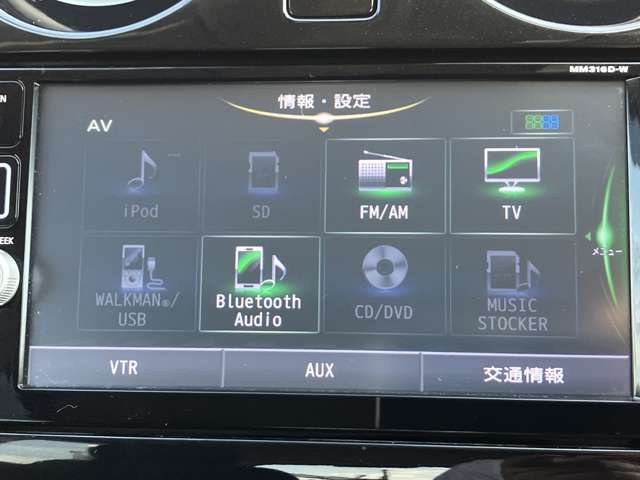 MM316D-W
情報・設定
AV
iPod
SD
FM/AM
TV
メニュー
WALKMAN®/
USB
Bluetooth
Audio
CD/DVD
MUSIC
STOCKER
VTR
AUX
交通情報